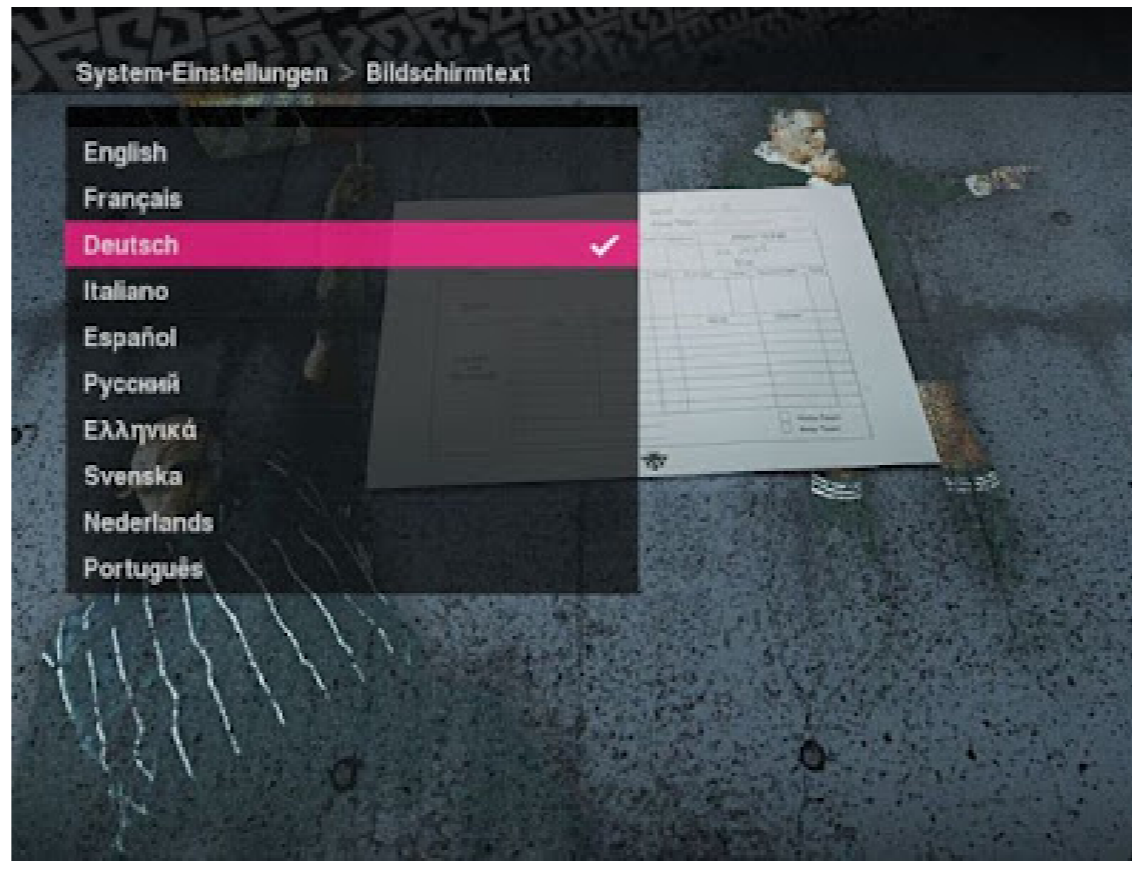 System-Einstellungen > Bildschirmtext
English
Français
Deutsch
Italiano
Español
Русский
Ελληνικά
Svenska
Nederlands
Português